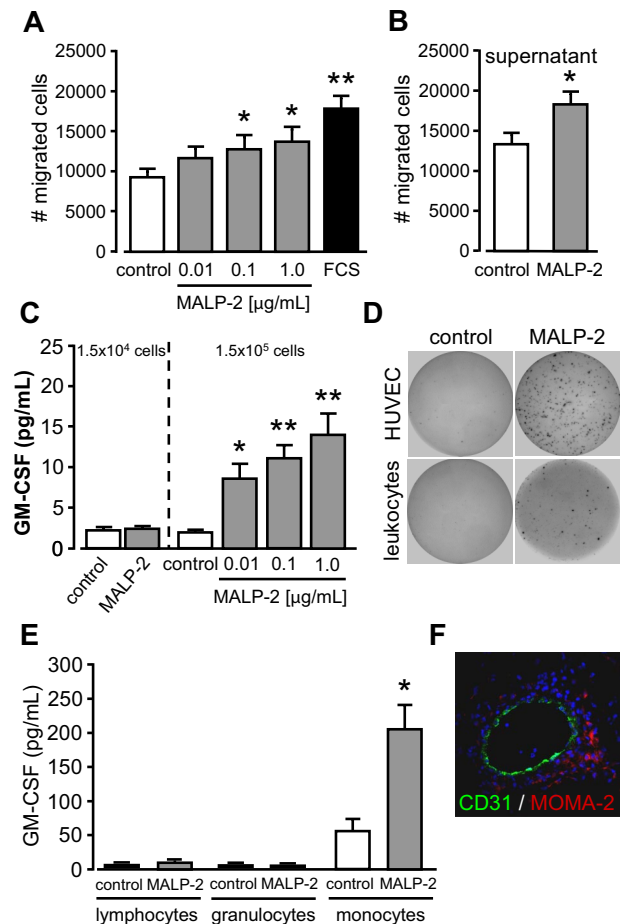 A
# migrated cells
25000
20000
15000
10000
5000
0
* * **
control 0.01 0.1 1.0 FCS
MALP-2 [µg/mL]
B
supernatant
# migrated cells
25000
20000
15000
10000
5000
0
*
control MALP-2
C
GM-CSF (pg/mL)
1.5x10⁴ cells 1.5x10⁵ cells
25
20
15
10
5
0
* ** **
control MALP-2 control 0.01 0.1 1.0
MALP-2 [µg/mL]
D
control MALP-2
HUVEC
leukocytes
E
GM-CSF (pg/mL)
300
250
200
150
100
50
0
*
control MALP-2 control MALP-2 control MALP-2
lymphocytes granulocytes monocytes
F
CD31 / MOMA-2